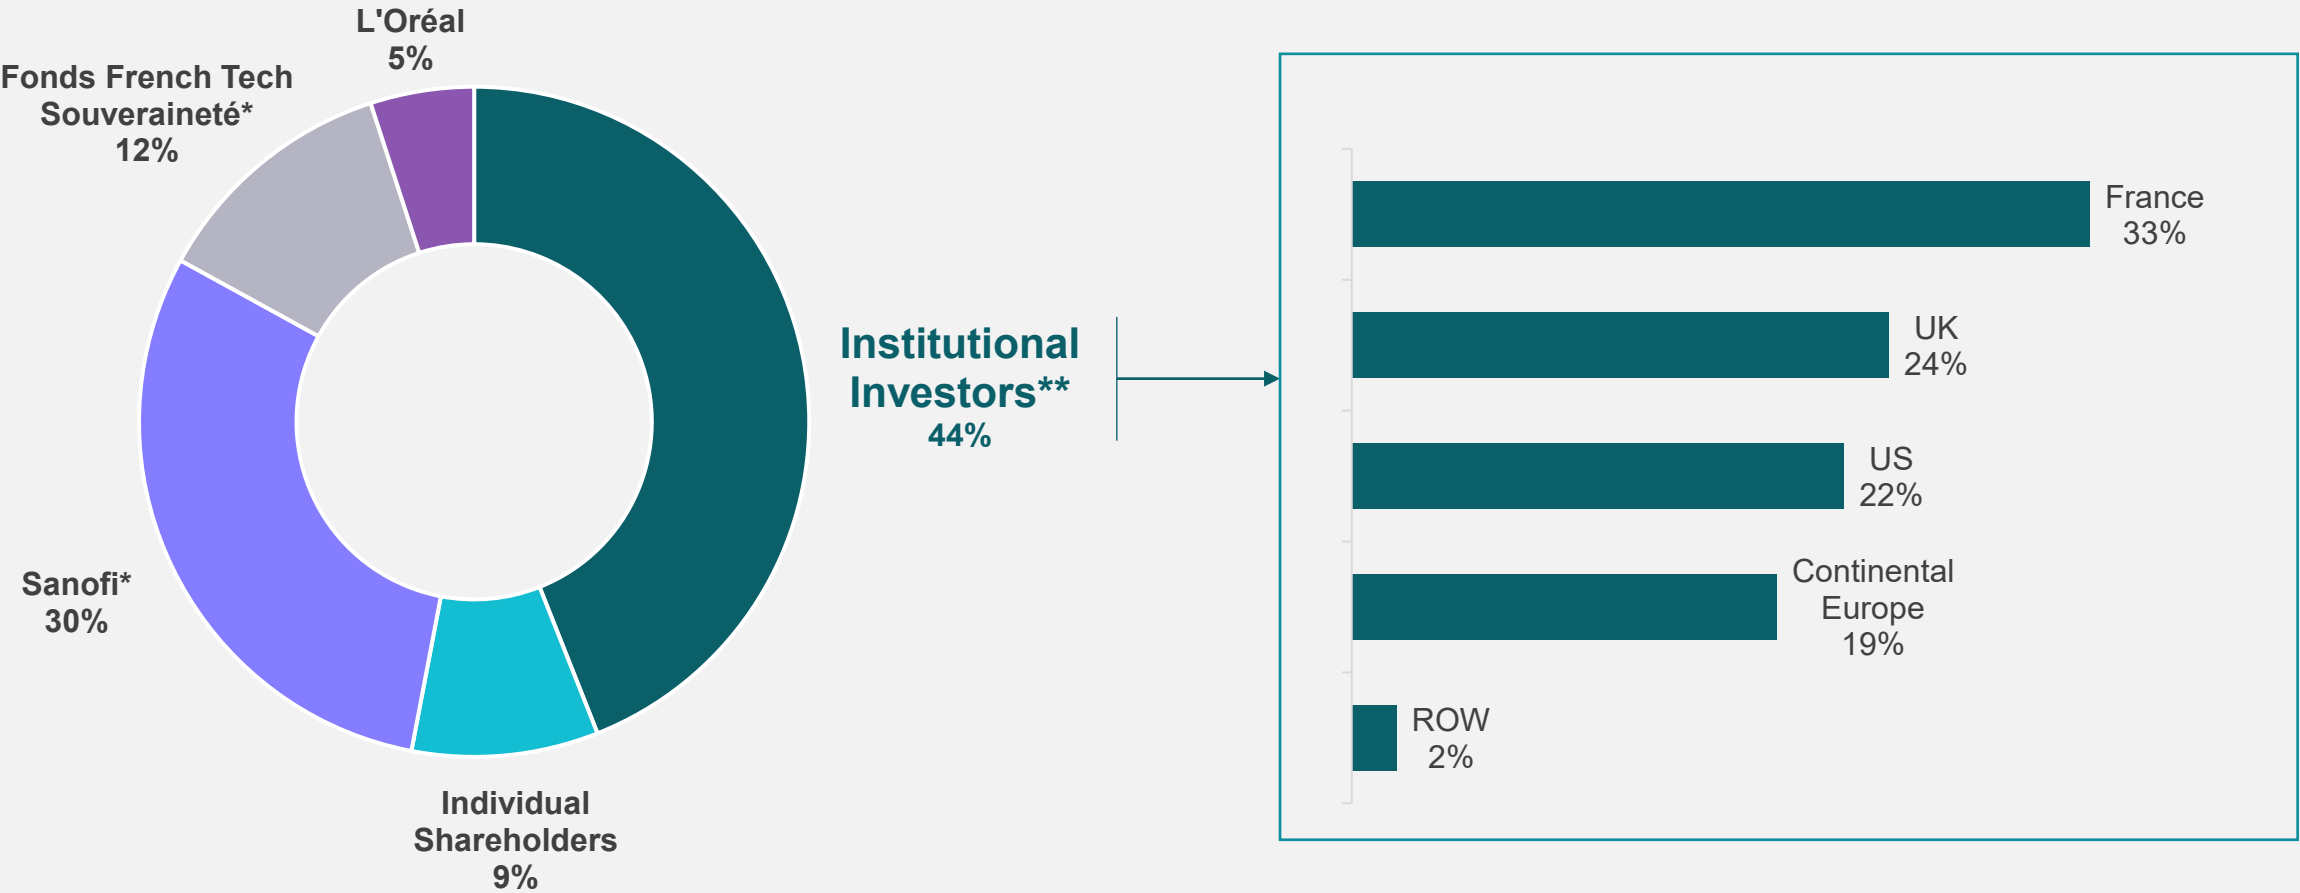 L'Oréal
5%
Fonds French Tech
Souveraineté*
12%
Sanofi*
30%
Individual
Shareholders
9%
Institutional
Investors**
44%
France
33%
UK
24%
US
22%
Continental
Europe
19%
ROW
2%